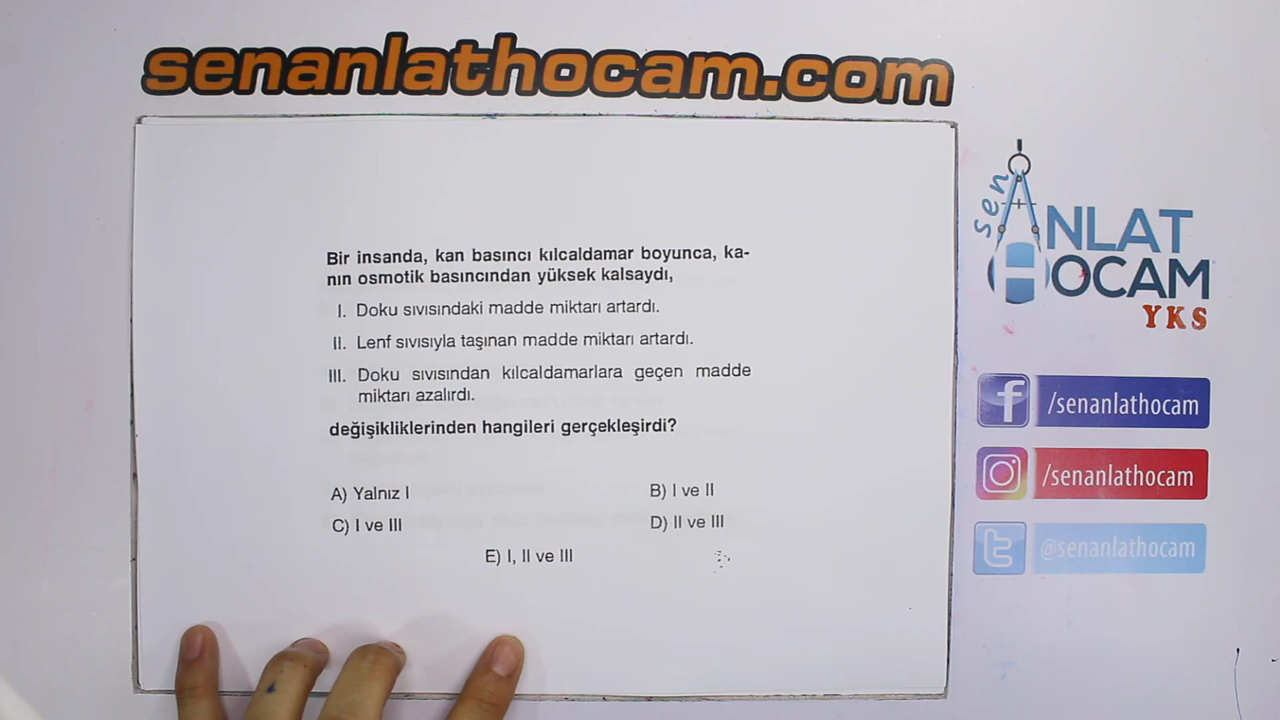 senanlathocam.com
sen
ANLAT
HOCAM
YKS
Bir insanda, kan basıncı kılcaldamar boyunca, ka-
nın osmotik basıncından yüksek kalsaydı,
I. Doku sıvısındaki madde miktarı artardı.
II. Lenf sıvısıyla taşınan madde miktarı artardı.
III. Doku sıvısından kılcaldamarlara geçen madde
miktarı azalırdı.
değişikliklerinden hangileri gerçekleşirdi?
A) Yalnız I
B) I ve II
C) I ve III
D) II ve III
E) I, II ve III
/senanlathocam
/senanlathocam
@senanlathocam